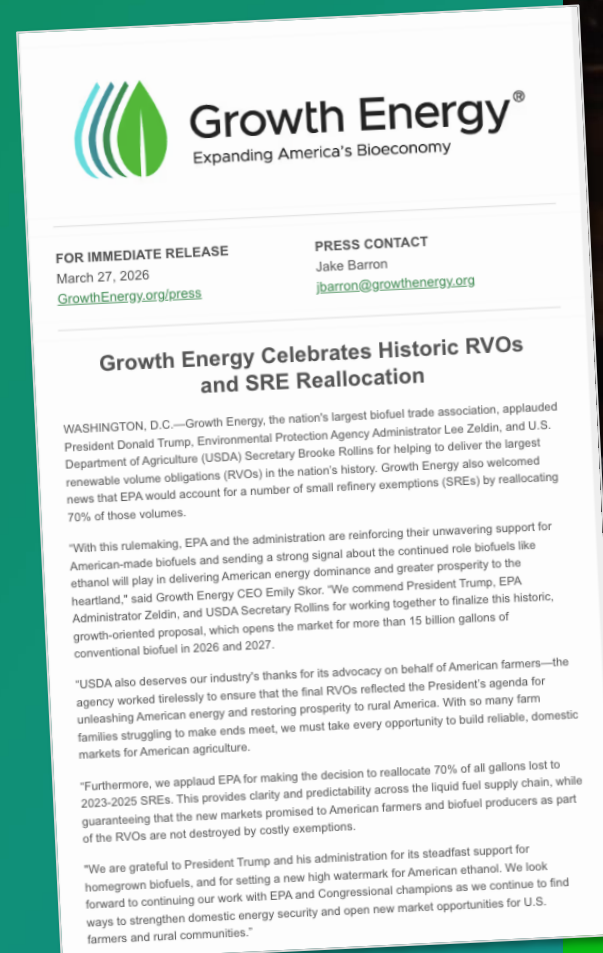 Growth Energy®
Expanding America's Bioeconomy
FOR IMMEDIATE RELEASE
March 27, 2026
GrowthEnergy.org/press
PRESS CONTACT
Jake Barron
jbarron@growthenergy.org
Growth Energy Celebrates Historic RVOs
and SRE Reallocation
WASHINGTON, D.C.—Growth Energy, the nation's largest biofuel trade association, applauded
President Donald Trump, Environmental Protection Agency Administrator Lee Zeldin, and U.S.
Department of Agriculture (USDA) Secretary Brooke Rollins for helping to deliver the largest
renewable volume obligations (RVOs) in the nation's history. Growth Energy also welcomed
news that EPA would account for a number of small refinery exemptions (SREs) by reallocating
70% of those volumes.
"With this rulemaking, EPA and the administration are reinforcing their unwavering support for
American-made biofuels and sending a strong signal about the continued role biofuels like
ethanol will play in delivering American energy dominance and greater prosperity to the
heartland," said Growth Energy CEO Emily Skor. "We commend President Trump, EPA
Administrator Zeldin, and USDA Secretary Rollins for working together to finalize this historic,
growth-oriented proposal, which opens the market for more than 15 billion gallons of
conventional biofuel in 2026 and 2027.
"USDA also deserves our industry's thanks for its advocacy on behalf of American farmers—the
agency worked tirelessly to ensure that the final RVOs reflected the President's agenda for
unleashing American energy and restoring prosperity to rural America. With so many farm
families struggling to make ends meet, we must take every opportunity to build reliable, domestic
markets for American agriculture.
"Furthermore, we applaud EPA for making the decision to reallocate 70% of all gallons lost to
2023-2025 SREs. This provides clarity and predictability across the liquid fuel supply chain, while
guaranteeing that the new markets promised to American farmers and biofuel producers as part
of the RVOs are not destroyed by costly exemptions.
"We are grateful to President Trump and his administration for its steadfast support for
homegrown biofuels, and for setting a new high watermark for American ethanol. We look
forward to continuing our work with EPA and Congressional champions as we continue to find
ways to strengthen domestic energy security and open new market opportunities for U.S.
farmers and rural communities."